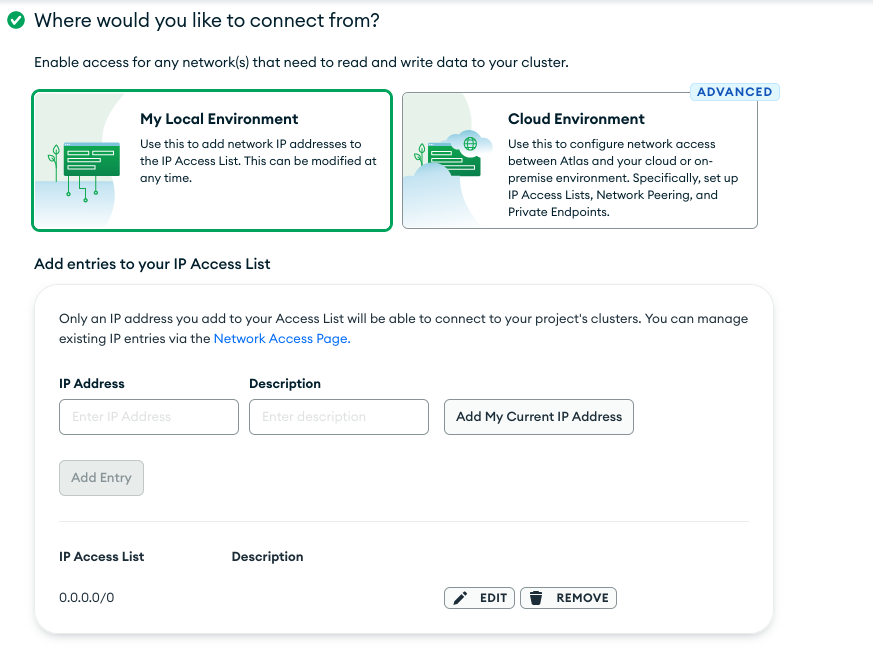 Where would you like to connect from?
Enable access for any network(s) that need to read and write data to your cluster.
ADVANCED
My Local Environment
Use this to add network IP addresses to
the IP Access List. This can be modified at
any time.
Cloud Environment
Use this to configure network access
between Atlas and your cloud or on-
premise environment. Specifically, set up
IP Access Lists, Network Peering, and
Private Endpoints.
Add entries to your IP Access List
Only an IP address you add to your Access List will be able to connect to your project's clusters. You can manage
existing IP entries via the Network Access Page.
IP Address Description
Enter IP Address Enter description Add My Current IP Address
Add Entry
IP Access List Description
0.0.0.0/0 EDIT REMOVE